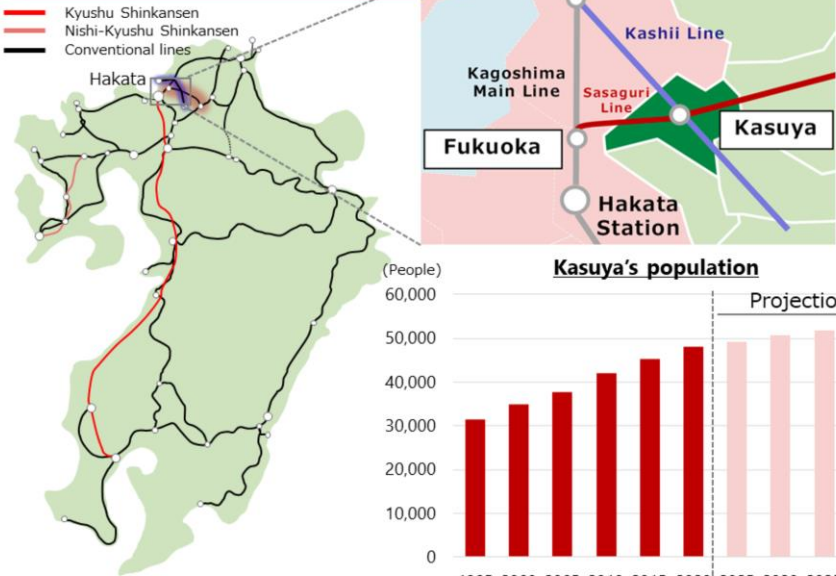 Kyushu Shinkansen
Nishi-Kyushu Shinkansen
Conventional lines
Hakata
Kashii Line
Kagoshima
Main Line
Sasaguri
Line
Fukuoka
Kasuya
Hakata
Station
(People)
Kasuya's population
Projectio
60,000
50,000
40,000
30,000
20,000
10,000
0